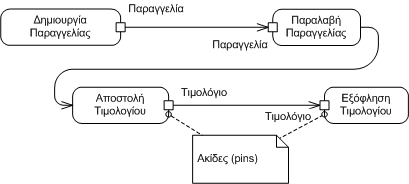 Δημιουργία
Παραγγελίας
Παραγγελία
Παραγγελία
Παραλαβή
Παραγγελίας
Αποστολή
Τιμολογίου
Τιμολόγιο
Τιμολόγιο
Εξόφληση
Τιμολογίου
Ακίδες (pins)